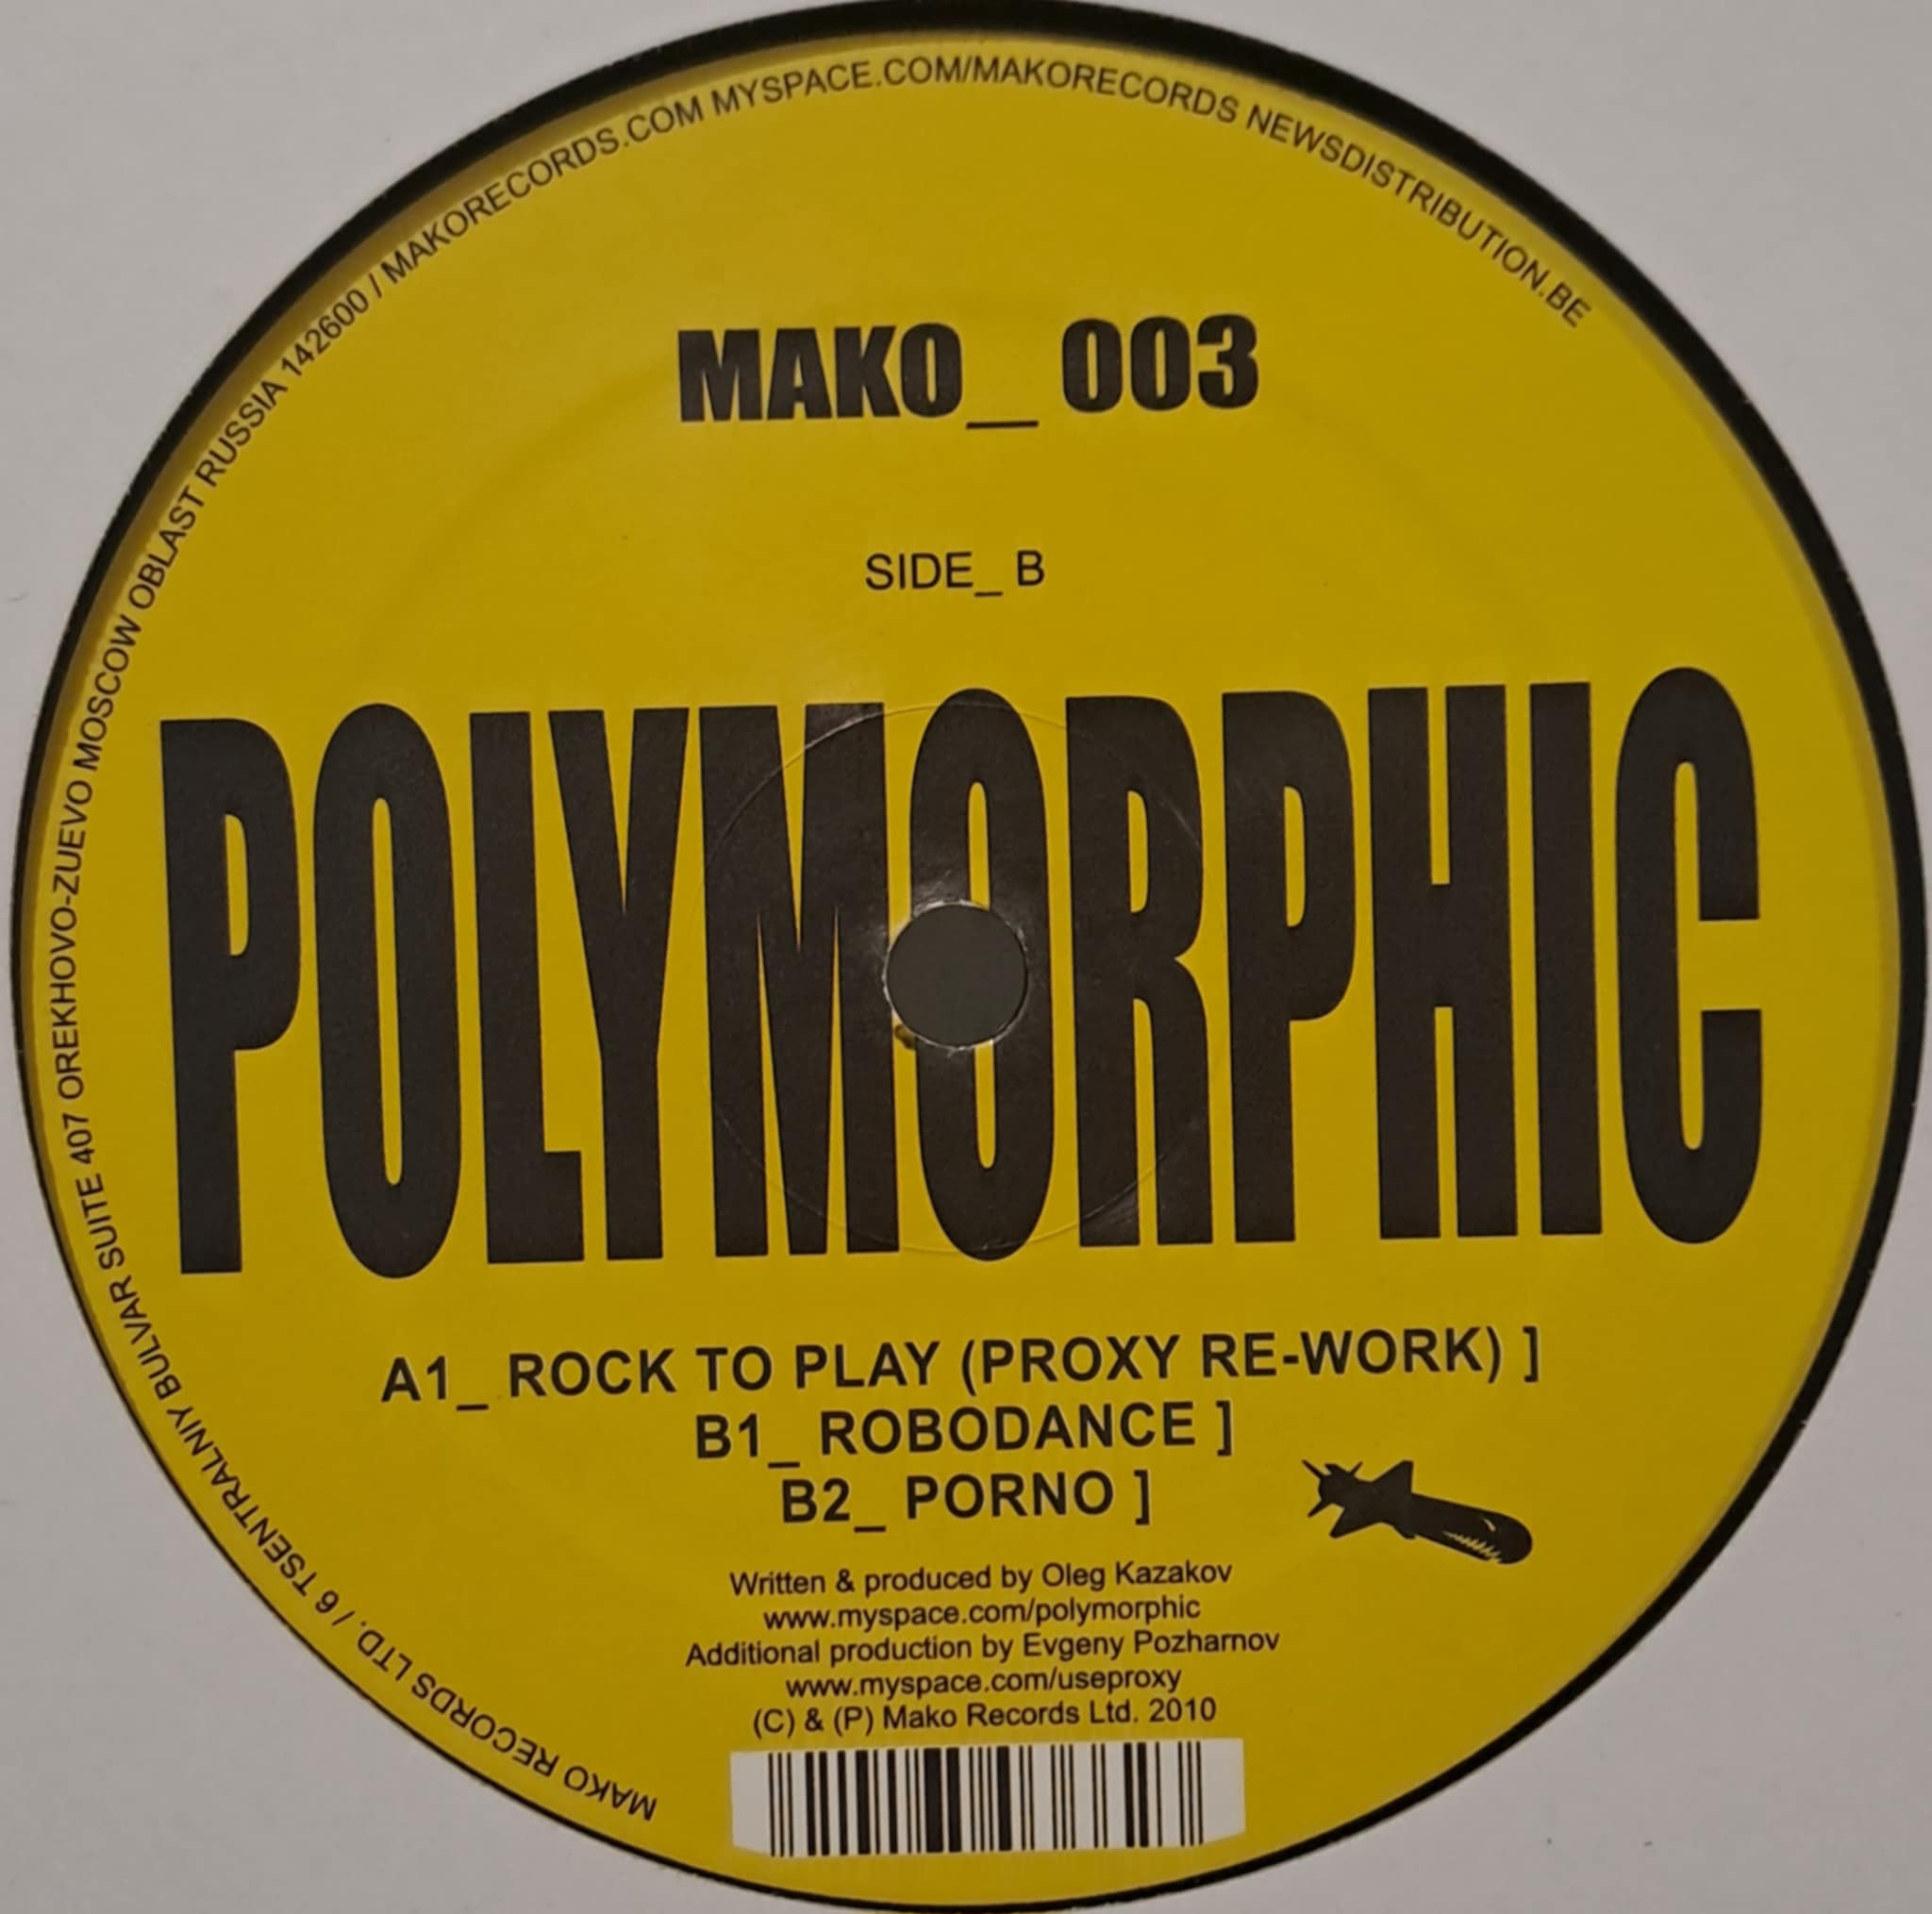 MAKO RECORDS LTD. / 6 TSENTRALNIY BULVAR SUITE 407 OREKHOVO-ZUEVO MOSCOW OBLAST RUSSIA 142600 / MAKORECORDS.COM MYSPACE.COM/MAKORECORDS NEWSDISTRIBUTION.BE
MAKO_ 003
SIDE_ B
POLYMORPHIC
A1_ ROCK TO PLAY (PROXY RE-WORK) ]
B1_ ROBODANCE ]
B2_ PORNO ]
Written & produced by Oleg Kazakov
www.myspace.com/polymorphic
Additional production by Evgeny Pozharnov
www.myspace.com/useproxy
(C) & (P) Mako Records Ltd. 2010